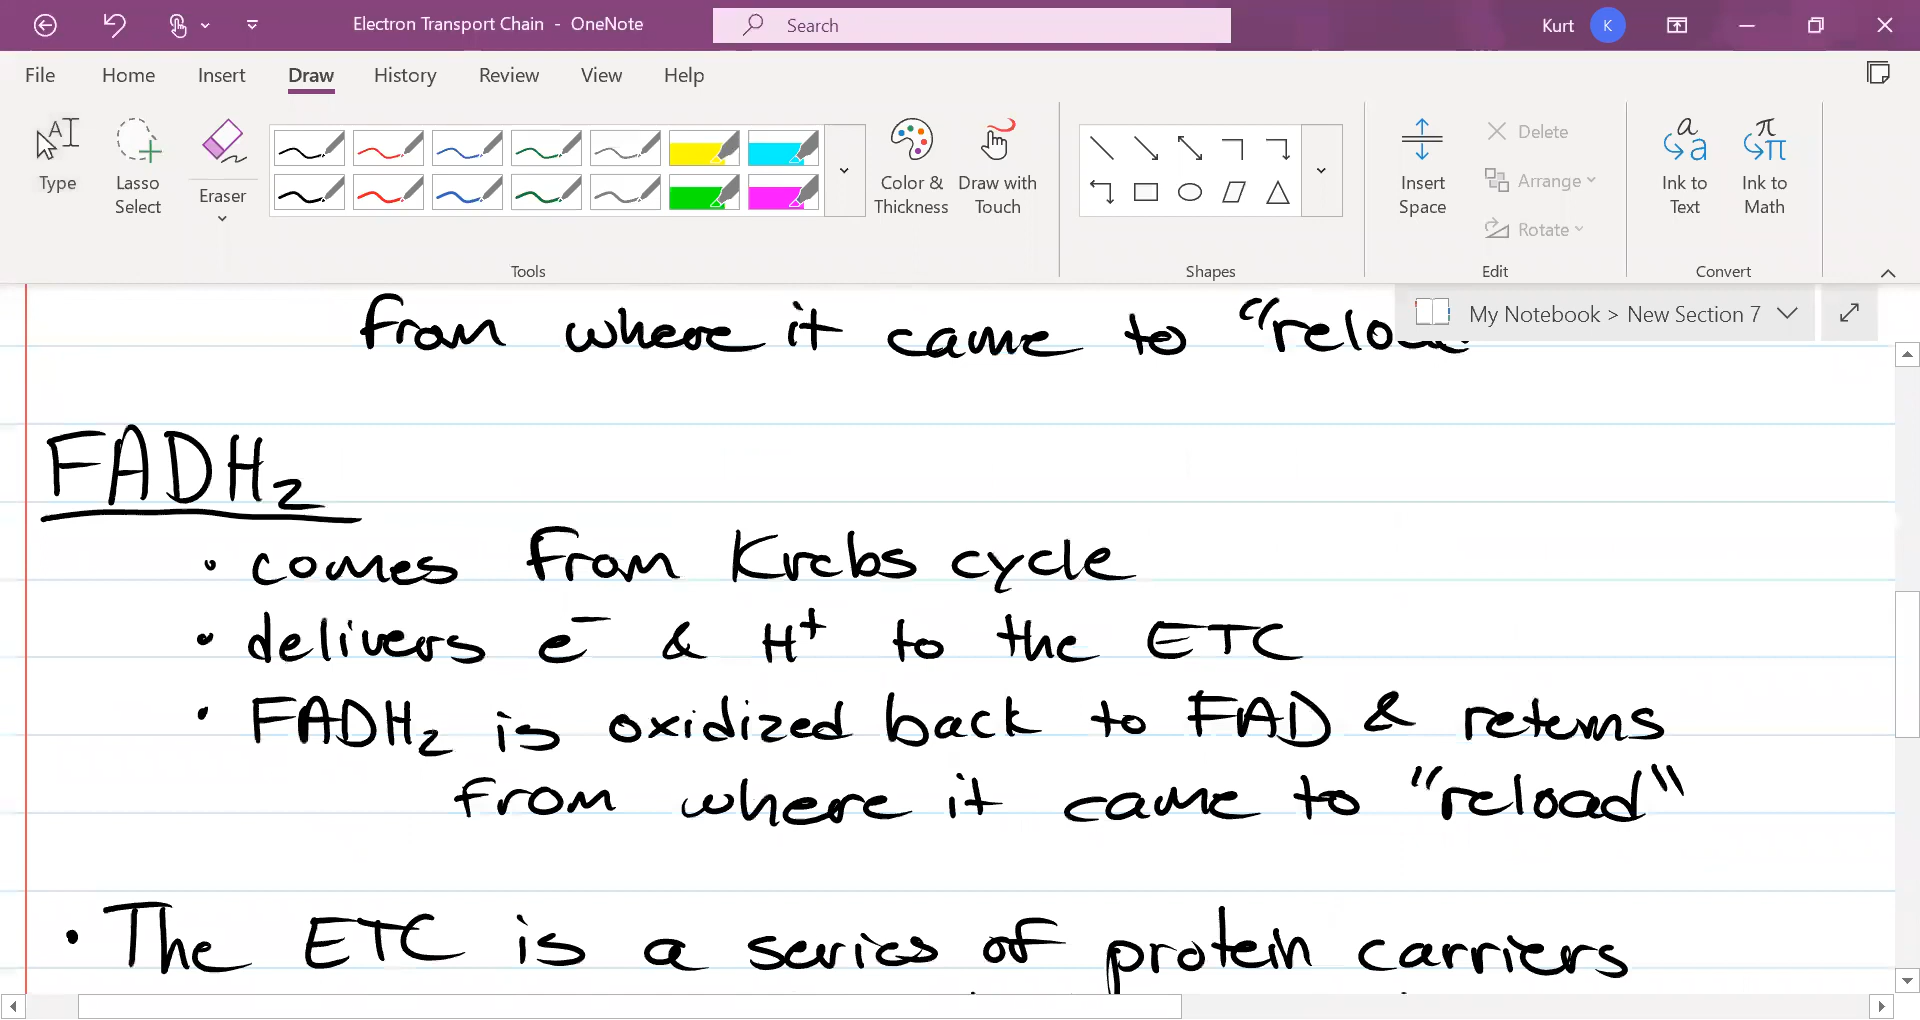 Electron Transport Chain - OneNote
Search
Kurt
K
File Home Insert Draw History Review View Help
Type
Lasso Select
Eraser
Color & Thickness
Draw with Touch
Insert Space
Delete
Arrange
Rotate
Ink to Text
Ink to Math
Tools
Shapes
Edit
Convert
My Notebook > New Section 7
from where it came to "reload
FADH₂
• comes from Krebs cycle
• delivers e⁻ & H⁺ to the ETC
• FADH₂ is oxidized back to FAD & returns
from where it came to "reload"
• The ETC is a series of protein carriers